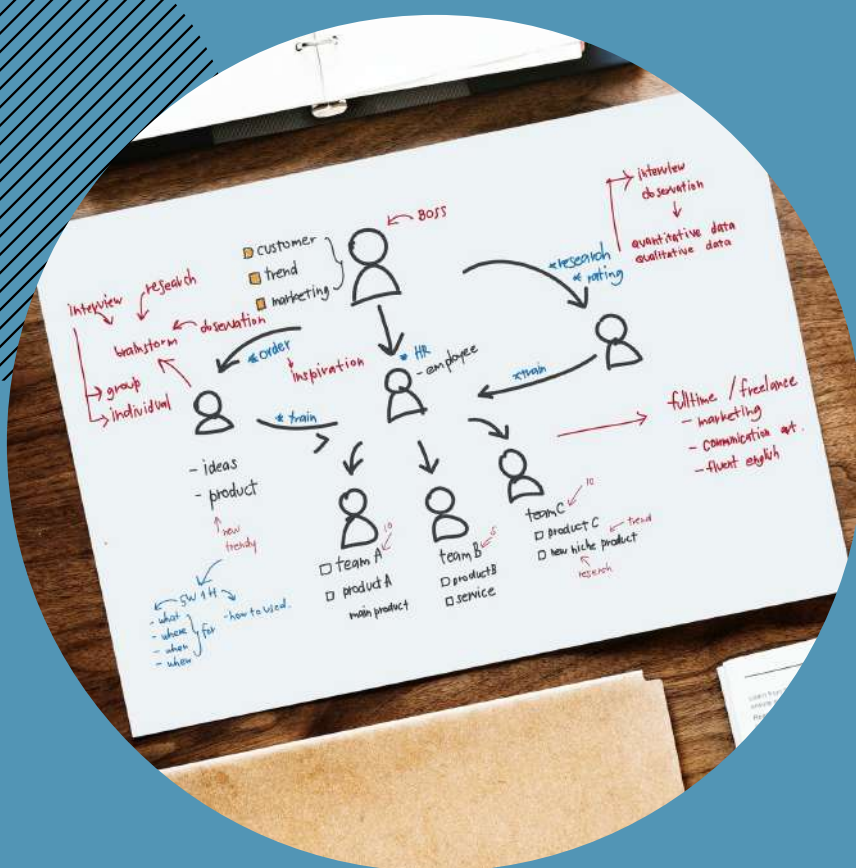 BOSS
customer
trend
marketing
*research
* rating
interview
observation
quantitative data
qualitative data
interview
research
brainstorm
observation
group
individual
*order
inspiration
* HR
- employee
*train
* train
- ideas
- product
new
trendy
5W1H
- what
- where
- when
for
- how to used.
team A
10
product A
main product
team B
5
product B
service
team C
10
product C
trend
new niche product
research
fulltime / freelance
- marketing
- communication art.
- fluent english